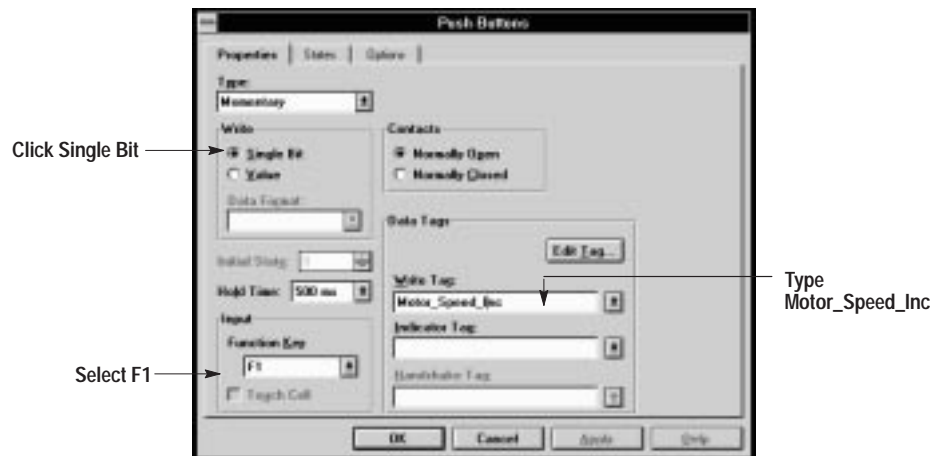 Push Buttons
Properties
States
Options
Type:
Momentary
Write
Single Bit
Value
Data Format:
Contacts
Normally Open
Normally Closed
Data Tags
Edit Tag...
Initial State:
Hold Time: 500 ms
Write Tag:
Motor_Speed_Inc
Indicator Tag:
Input
Function Key
F1
Touch Cell
Handshake Tag:
OK
Cancel
Apply
Help
Click Single Bit
Select F1
Type
Motor_Speed_Inc